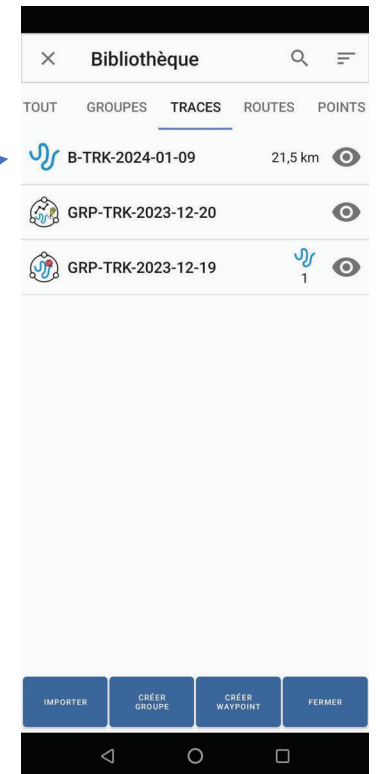 Bibliothèque
TOUT GROUPES TRACES ROUTES POINTS
B-TRK-2024-01-09 21,5 km
GRP-TRK-2023-12-20
GRP-TRK-2023-12-19 1
IMPORTER CRÉER GROUPE CRÉER WAYPOINT FERMER